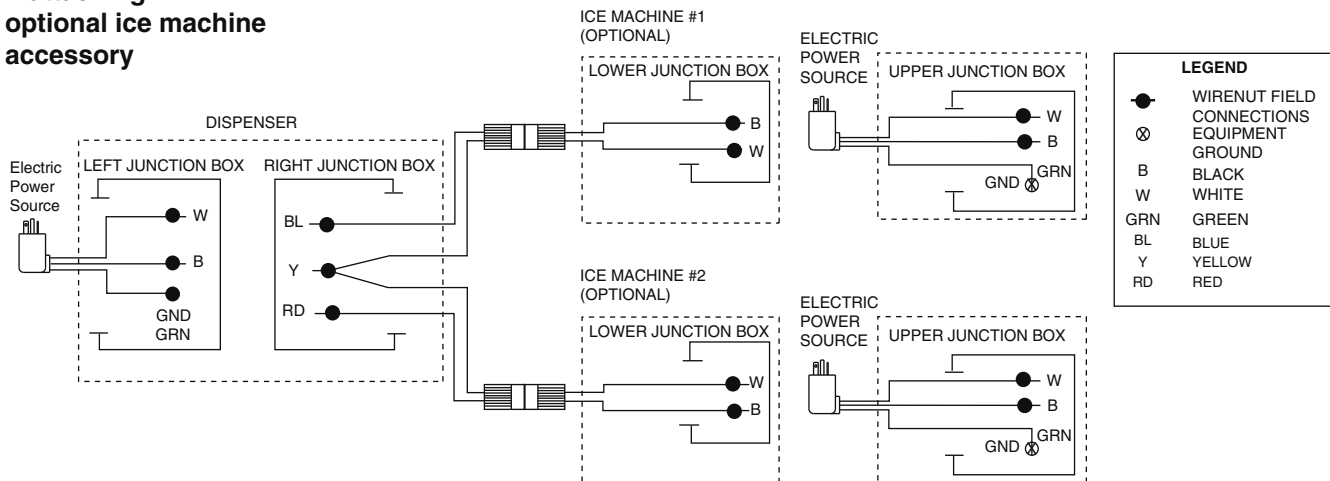 optional ice machine
accessory
DISPENSER
Electric
Power
Source
LEFT JUNCTION BOX
W
B
GND
GRN
RIGHT JUNCTION BOX
BL
Y
RD
ICE MACHINE #1
(OPTIONAL)
LOWER JUNCTION BOX
B
W
ELECTRIC
POWER
SOURCE
UPPER JUNCTION BOX
W
B
GRN
GND
ICE MACHINE #2
(OPTIONAL)
LOWER JUNCTION BOX
W
B
ELECTRIC
POWER
SOURCE
UPPER JUNCTION BOX
W
B
GRN
GND
LEGEND
WIRENUT FIELD
CONNECTIONS
EQUIPMENT
GROUND
B BLACK
W WHITE
GRN GREEN
BL BLUE
Y YELLOW
RD RED